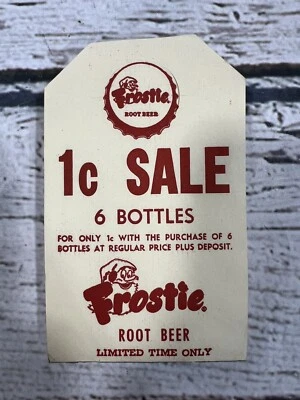 Frostie
ROOT BEER
1c SALE
6 BOTTLES
FOR ONLY 1c WITH THE PURCHASE OF 6
BOTTLES AT REGULAR PRICE PLUS DEPOSIT.
Frostie
ROOT BEER
LIMITED TIME ONLY